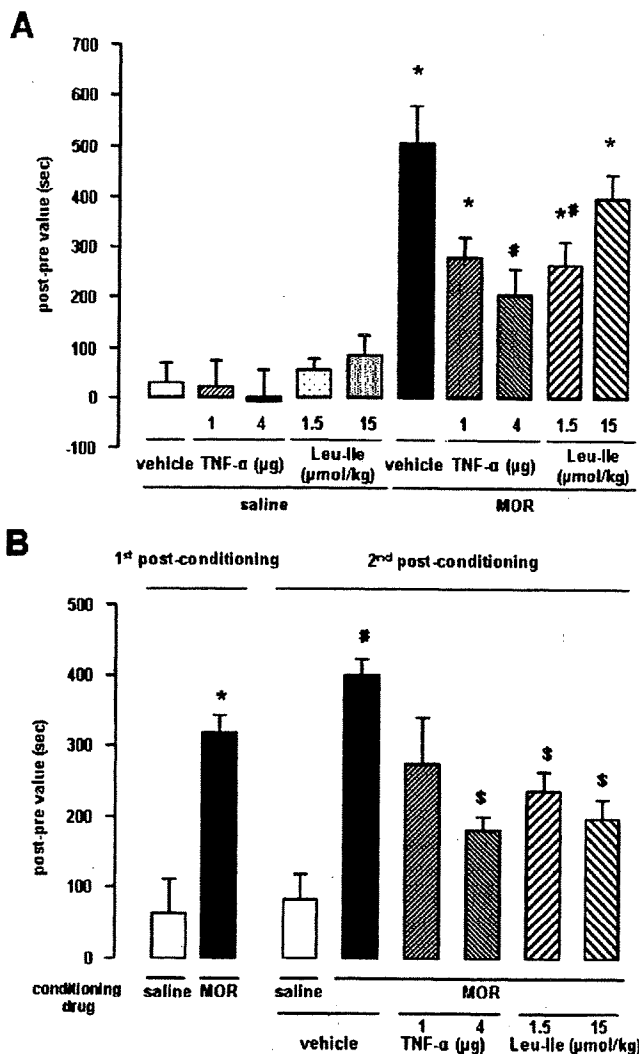 A
700
600
500
400
300
200
100
0
-100
post-pre value (sec)
* * # *# *
1 4 1.5 15 1 4 1.5 15
vehicle TNF-α (μg) Leu-Ile (μmol/kg) vehicle TNF-α (μg) Leu-Ile (μmol/kg)
saline MOR
B
1st post-conditioning 2nd post-conditioning
500
400
300
200
100
0
post-pre value (sec)
* # $ $ $
conditioning drug saline MOR saline MOR
1 4 1.5 15
vehicle TNF-α (μg) Leu-Ile (μmol/kg)